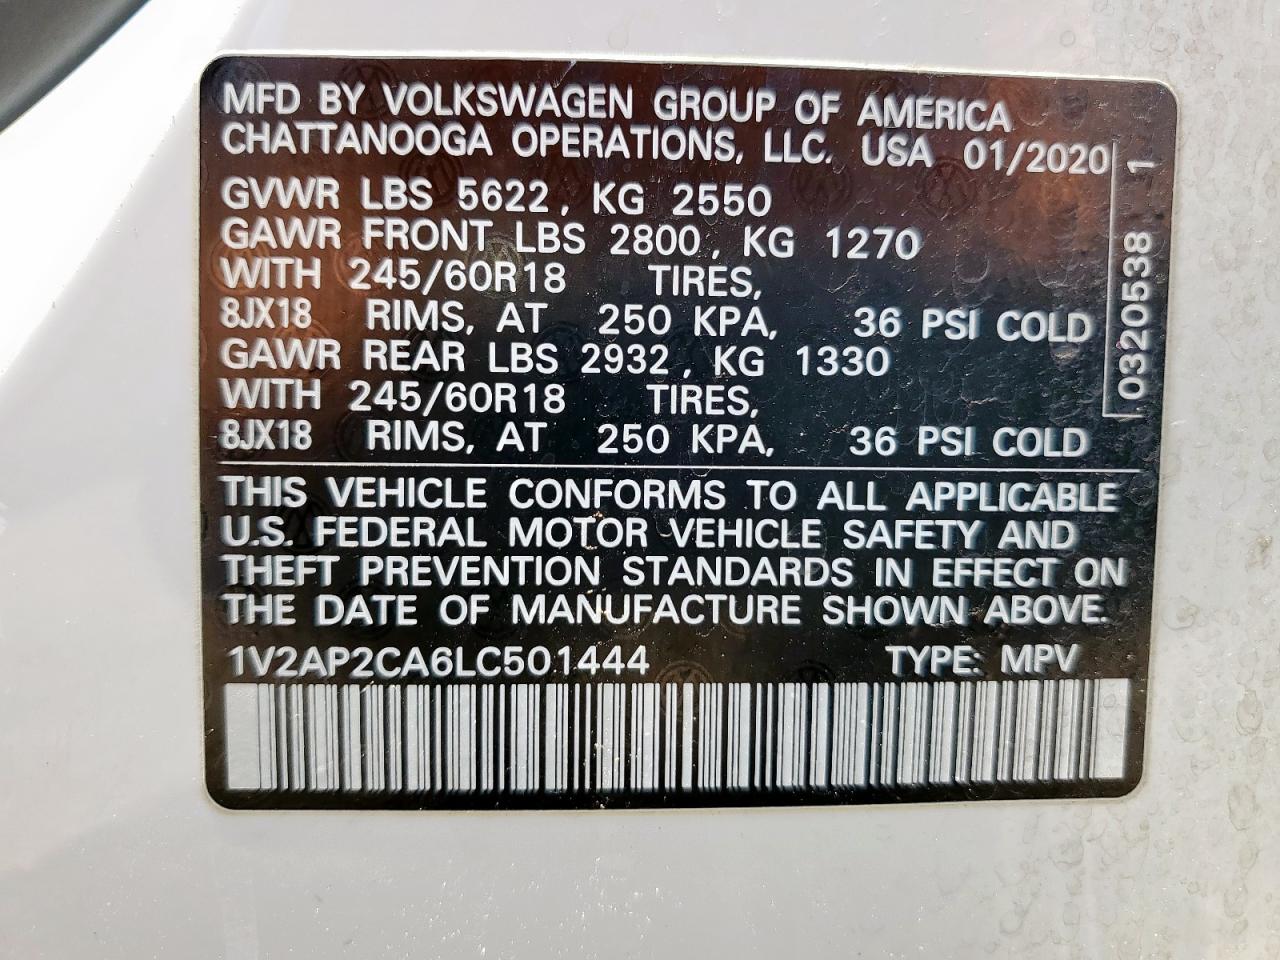 MFD BY VOLKSWAGEN GROUP OF AMERICA
CHATTANOOGA OPERATIONS, LLC. USA 01/2020
GVWR LBS 5622, KG 2550
GAWR FRONT LBS 2800, KG 1270
WITH 245/60R18 TIRES,
8JX18 RIMS, AT 250 KPA, 36 PSI COLD
GAWR REAR LBS 2932, KG 1330
WITH 245/60R18 TIRES,
8JX18 RIMS, AT 250 KPA, 36 PSI COLD
0320538 1
THIS VEHICLE CONFORMS TO ALL APPLICABLE
U.S. FEDERAL MOTOR VEHICLE SAFETY AND
THEFT PREVENTION STANDARDS IN EFFECT ON
THE DATE OF MANUFACTURE SHOWN ABOVE.
1V2AP2CA6LC501444 TYPE: MPV